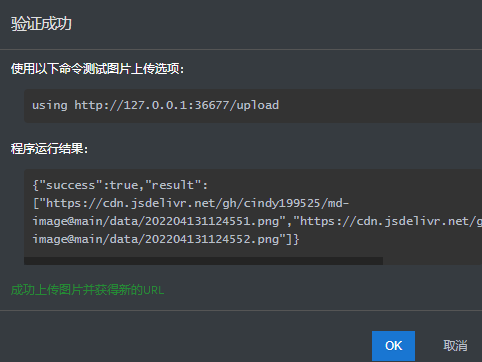 验证成功
使用以下命令测试图片上传选项：
using http://127.0.0.1:36677/upload
程序运行结果：
{"success":true,"result":
["https://cdn.jsdelivr.net/gh/cindy199525/md-
image@main/data/202204131124551.png","https://cdn.jsdelivr.net/g
image@main/data/202204131124552.png"]}
成功上传图片并获得新的URL
OK 取消